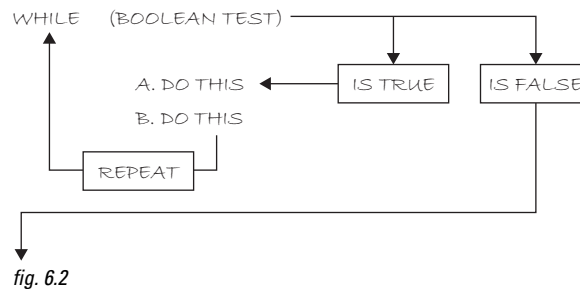 WHILE (BOOLEAN TEST)
A. DO THIS IS TRUE IS FALSE
B. DO THIS
REPEAT
fig. 6.2